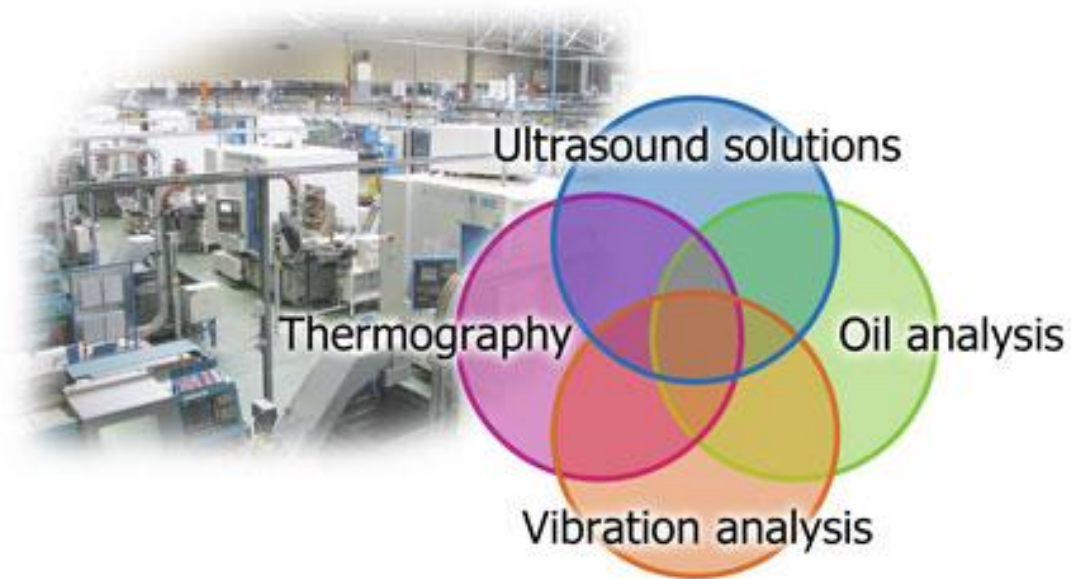 Ultrasound solutions
Thermography
Oil analysis
Vibration analysis